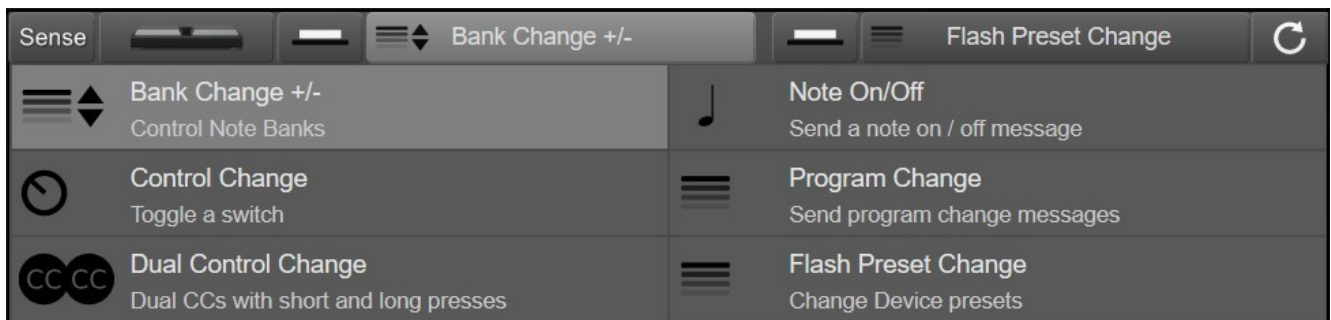 Sense
Bank Change +/-
Flash Preset Change
Bank Change +/-
Control Note Banks
Note On/Off
Send a note on / off message
Control Change
Toggle a switch
Program Change
Send program change messages
CC CC
Dual Control Change
Dual CCs with short and long presses
Flash Preset Change
Change Device presets